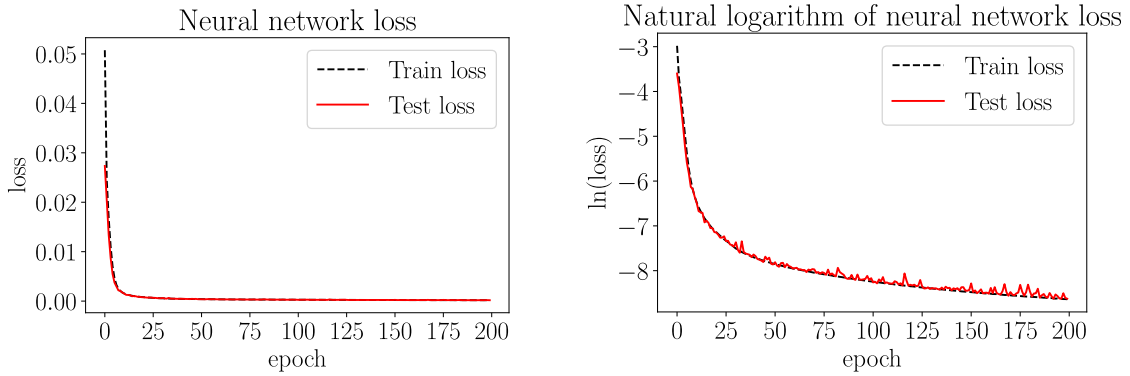 Neural network loss
0.05
0.04
0.03
0.02
0.01
0.00
loss
Train loss
Test loss
0 25 50 75 100 125 150 175 200
epoch
Natural logarithm of neural network loss
−3
−4
−5
−6
−7
−8
ln(loss)
Train loss
Test loss
0 25 50 75 100 125 150 175 200
epoch